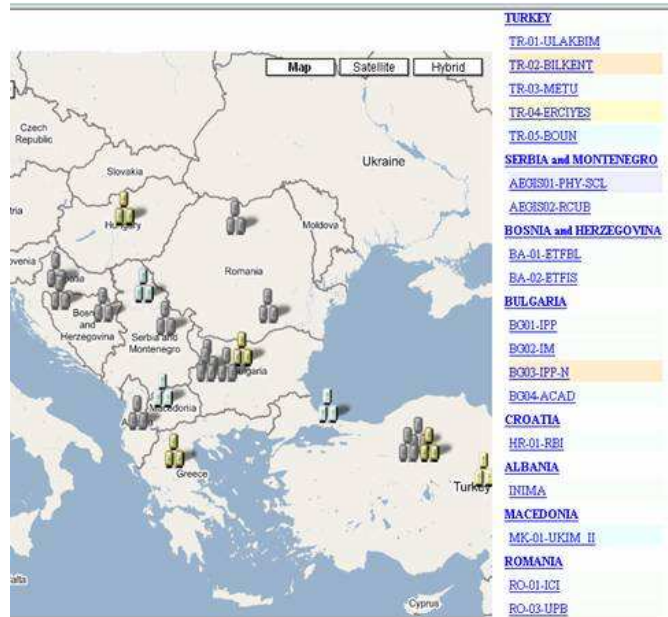 Map
Satellite
Hybrid
Czech
Republic
Slovakia
Ukraine
Moldova
Romania
Serbia and
Montenegro
and
Herzegovina
Greece
Turkey
Cyprus
TURKEY
TR-01-ULAKBIM
TR-02-BILKENT
TR-03-METU
TR-04-ERCIYES
TR-05-BOUN
SERBIA and MONTENEGRO
AEGIS01-PHY-SCL
AEGIS02-RCUB
BOSNIA and HERZEGOVINA
BA-01-ETFBL
BA-02-ETFIS
BULGARIA
BG01-IPP
BG02-IM
BG03-IPP-N
BG04-ACAD
CROATIA
HR-01-RBI
ALBANIA
INIMA
MACEDONIA
MK-01-UKIM_II
ROMANIA
RO-01-ICI
RO-03-UPB